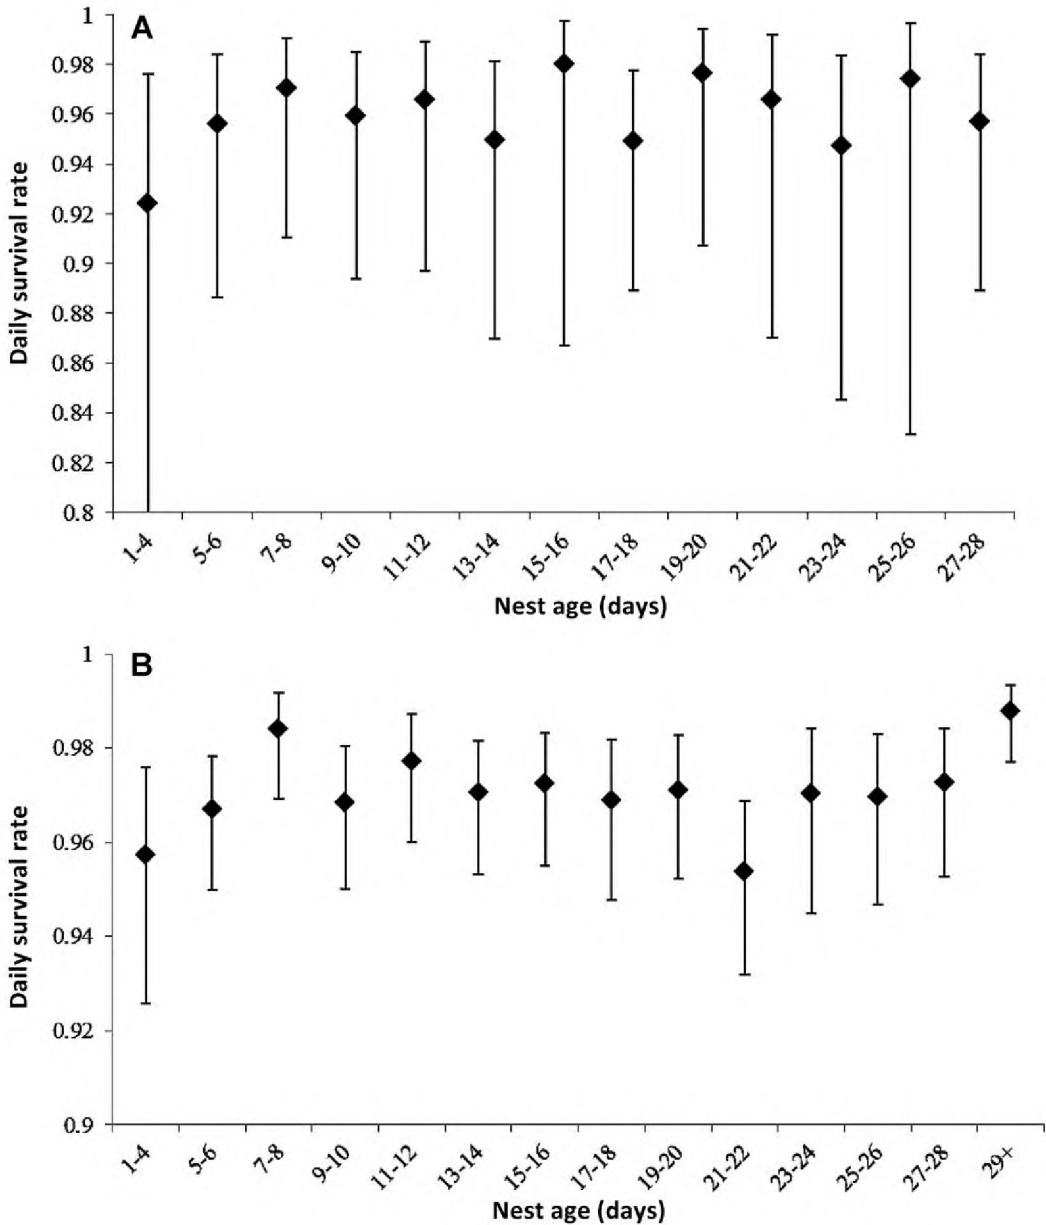 A
Daily survival rate
1
0.98
0.96
0.94
0.92
0.9
0.88
0.86
0.84
0.82
0.8
1-4 5-6 7-8 9-10 11-12 13-14 15-16 17-18 19-20 21-22 23-24 25-26 27-28
Nest age (days)
B
Daily survival rate
1
0.98
0.96
0.94
0.92
0.9
1-4 5-6 7-8 9-10 11-12 13-14 15-16 17-18 19-20 21-22 23-24 25-26 27-28 29+
Nest age (days)